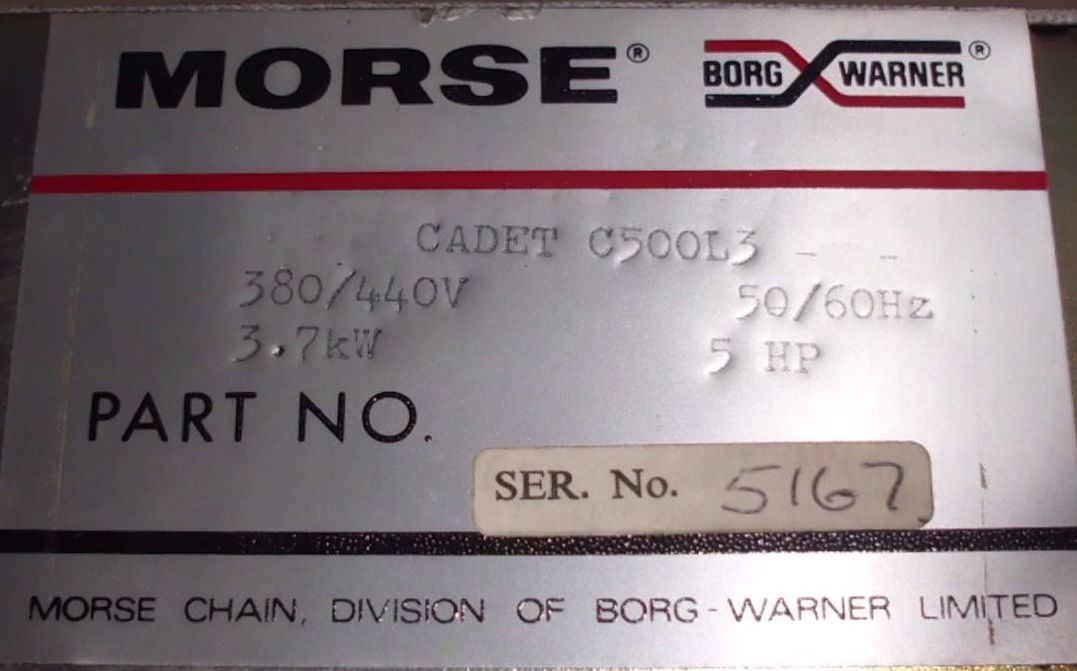 MORSE® BORG WARNER®
CADET C500L3 - -
380/440V 50/60Hz
3.7kW 5 HP
PART NO.
SER. No. 5167
MORSE CHAIN, DIVISION OF BORG-WARNER LIMITED